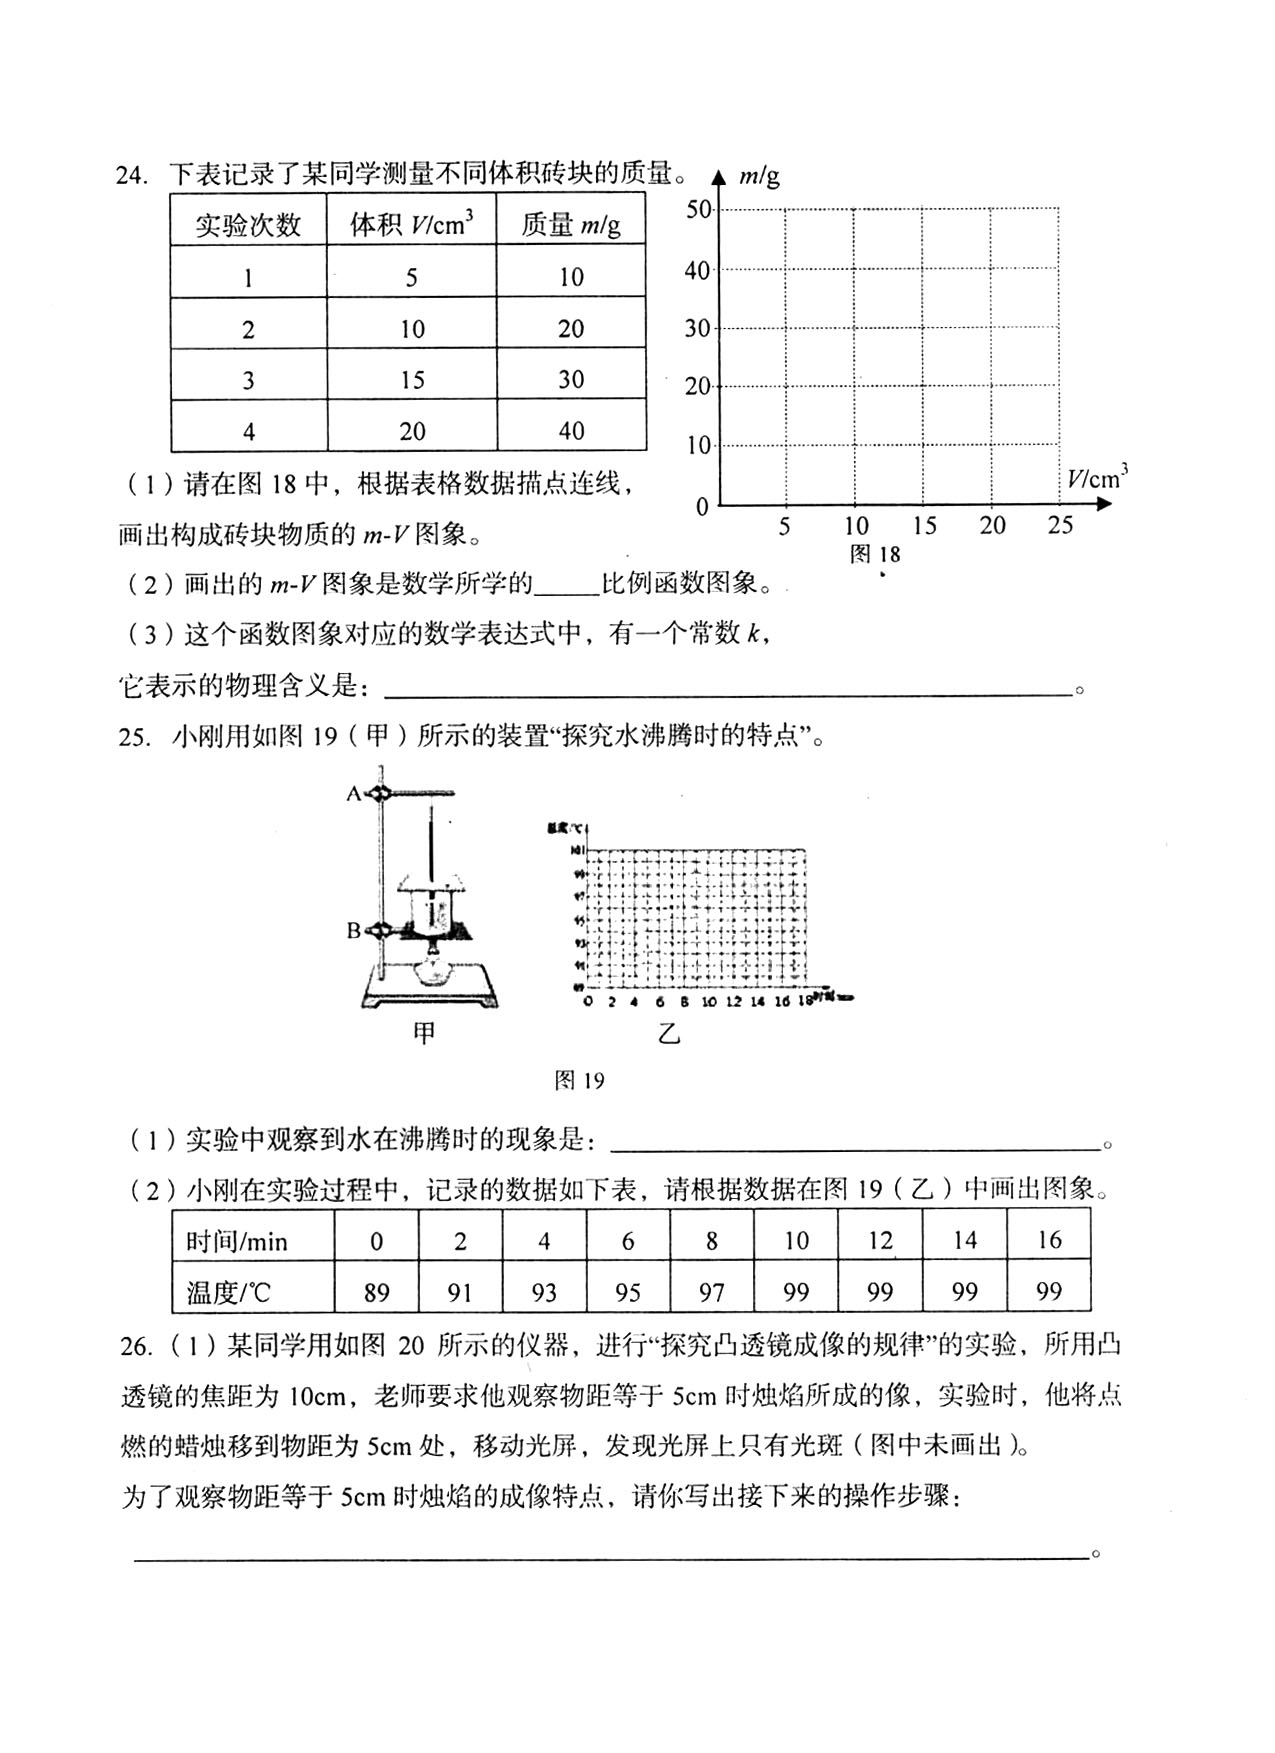 24. 下表记录了某同学测量不同体积砖块的质量。
实验次数 体积 V/cm³ 质量 m/g
1 5 10
2 10 20
3 15 30
4 20 40
m/g
50
40
30
20
10
0
5 10 15 20 25
V/cm³
图 18
（1）请在图 18 中，根据表格数据描点连线，
画出构成砖块物质的 m-V 图象。
（2）画出的 m-V 图象是数学所学的_____比例函数图象。
（3）这个函数图象对应的数学表达式中，有一个常数 k，
它表示的物理含义是：____________________。
25. 小刚用如图 19（甲）所示的装置“探究水沸腾时的特点”。
A
B
甲
温度/℃
101
99
97
95
93
91
89
0 2 4 6 8 10 12 14 16 18
乙
图 19
（1）实验中观察到水在沸腾时的现象是：____________________。
（2）小刚在实验过程中，记录的数据如下表，请根据数据在图 19（乙）中画出图象。
时间/min 0 2 4 6 8 10 12 14 16
温度/℃ 89 91 93 95 97 99 99 99 99
26.（1）某同学用如图 20 所示的仪器，进行“探究凸透镜成像的规律”的实验，所用凸
透镜的焦距为 10cm，老师要求他观察物距等于 5cm 时烛焰所成的像，实验时，他将点
燃的蜡烛移到物距为 5cm 处，移动光屏，发现光屏上只有光斑（图中未画出）。
为了观察物距等于 5cm 时烛焰的成像特点，请你写出接下来的操作步骤：
____________________。